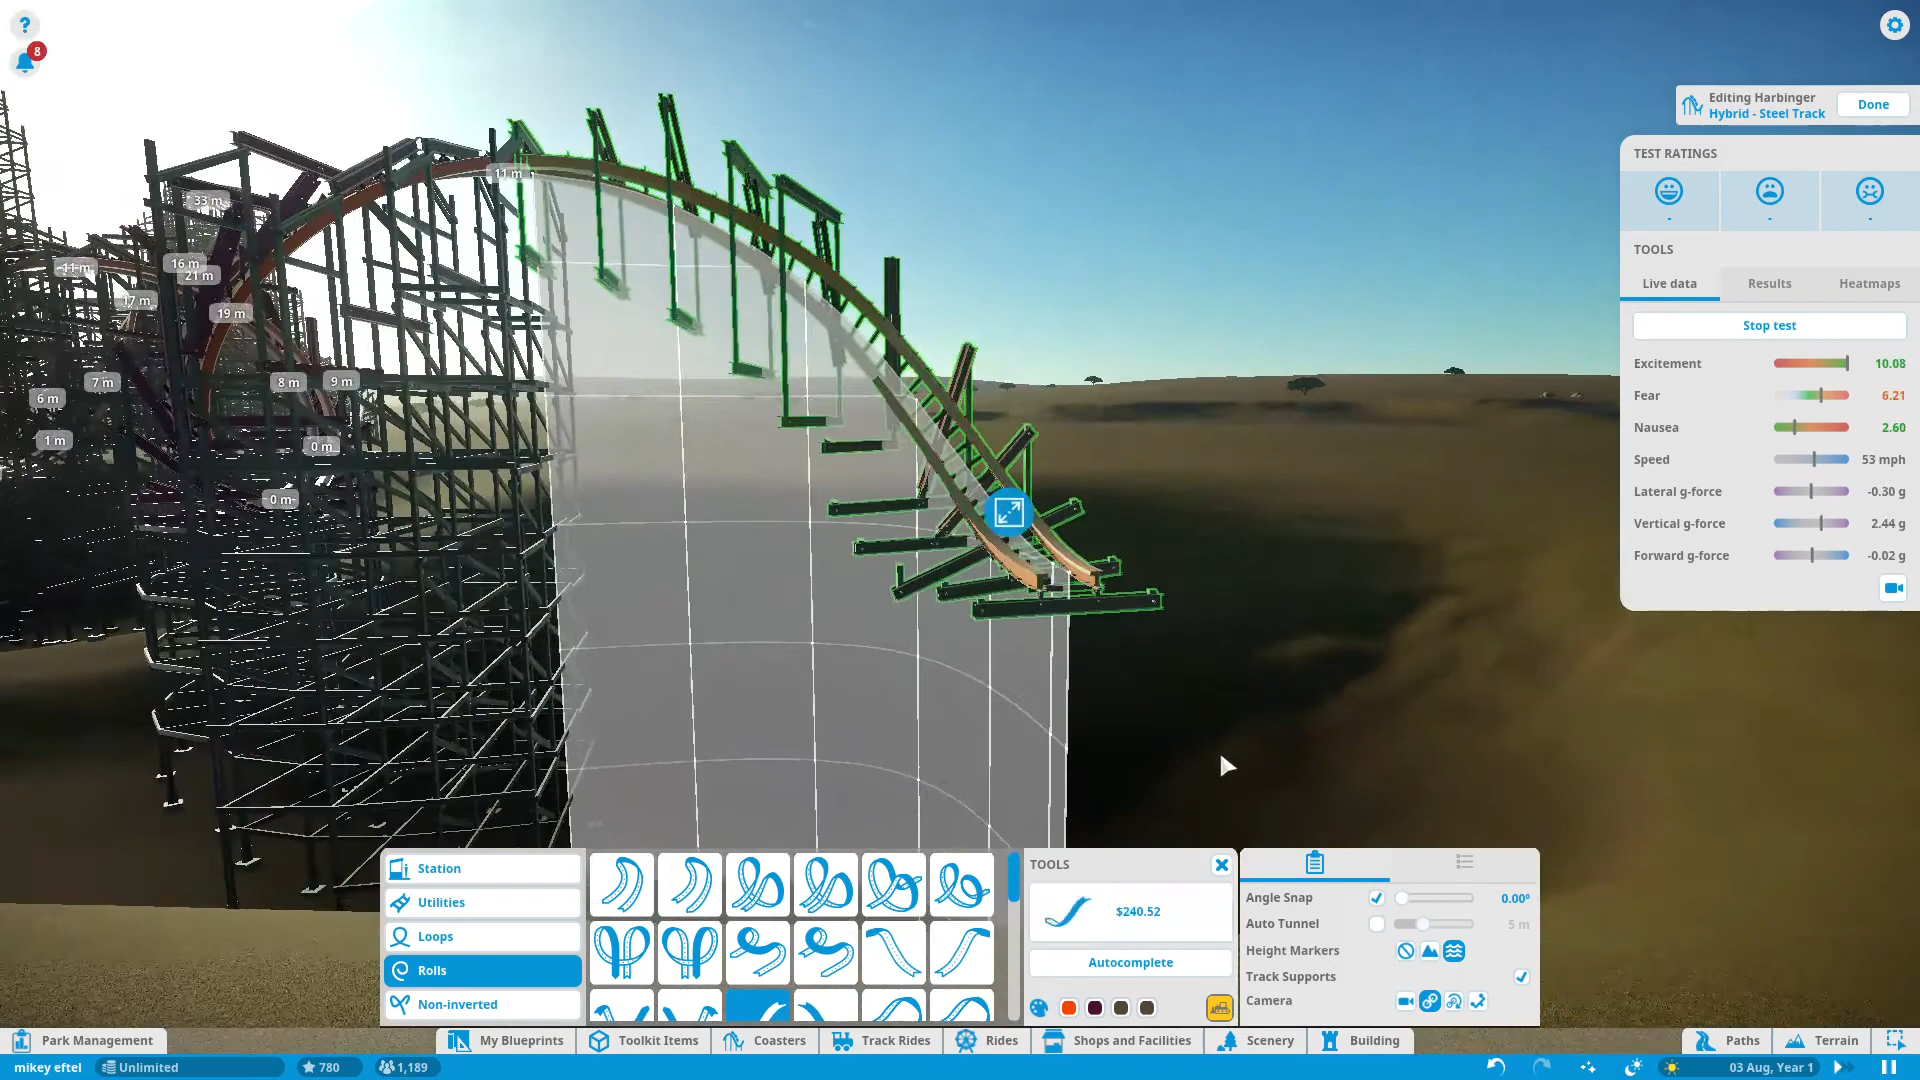 ?
8
Editing Harbinger
Hybrid - Steel Track
Done
TEST RATINGS
-
-
-
TOOLS
Live data
Results
Heatmaps
Stop test
Excitement
10.08
Fear
6.21
Nausea
2.60
Speed
53 mph
Lateral g-force
-0.30 g
Vertical g-force
2.44 g
Forward g-force
-0.02 g
11 m
33 m
16 m
21 m
11 m
17 m
19 m
7 m
8 m
9 m
6 m
1 m
0 m
0 m
Station
Utilities
Loops
Rolls
Non-inverted
TOOLS
$240.52
Autocomplete
Angle Snap
0.00°
Auto Tunnel
5 m
Height Markers
Track Supports
Camera
Park Management
My Blueprints
Toolkit Items
Coasters
Track Rides
Rides
Shops and Facilities
Scenery
Building
Paths
Terrain
mikey eftel
Unlimited
780
1,189
03 Aug, Year 1